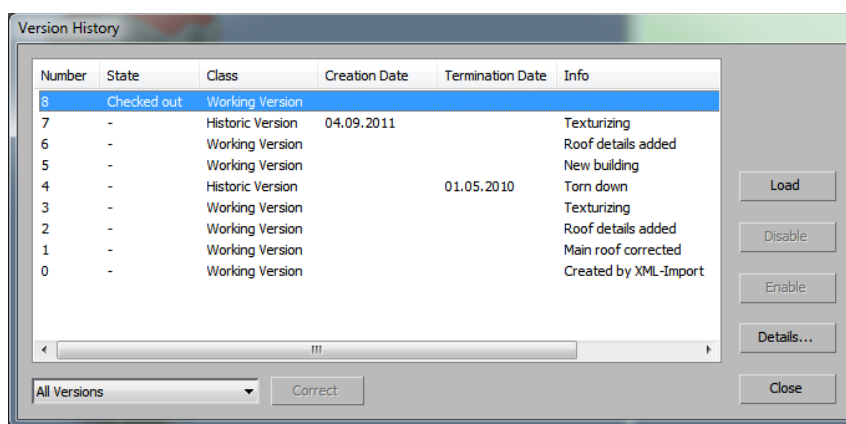 Version History
Number State Class Creation Date Termination Date Info
8 Checked out Working Version
7 - Historic Version 04.09.2011 Texturizing
6 - Working Version Roof details added
5 - Working Version New building
4 - Historic Version 01.05.2010 Torn down
3 - Working Version Texturizing
2 - Working Version Roof details added
1 - Working Version Main roof corrected
0 - Working Version Created by XML-Import
Load
Disable
Enable
Details...
All Versions Correct Close